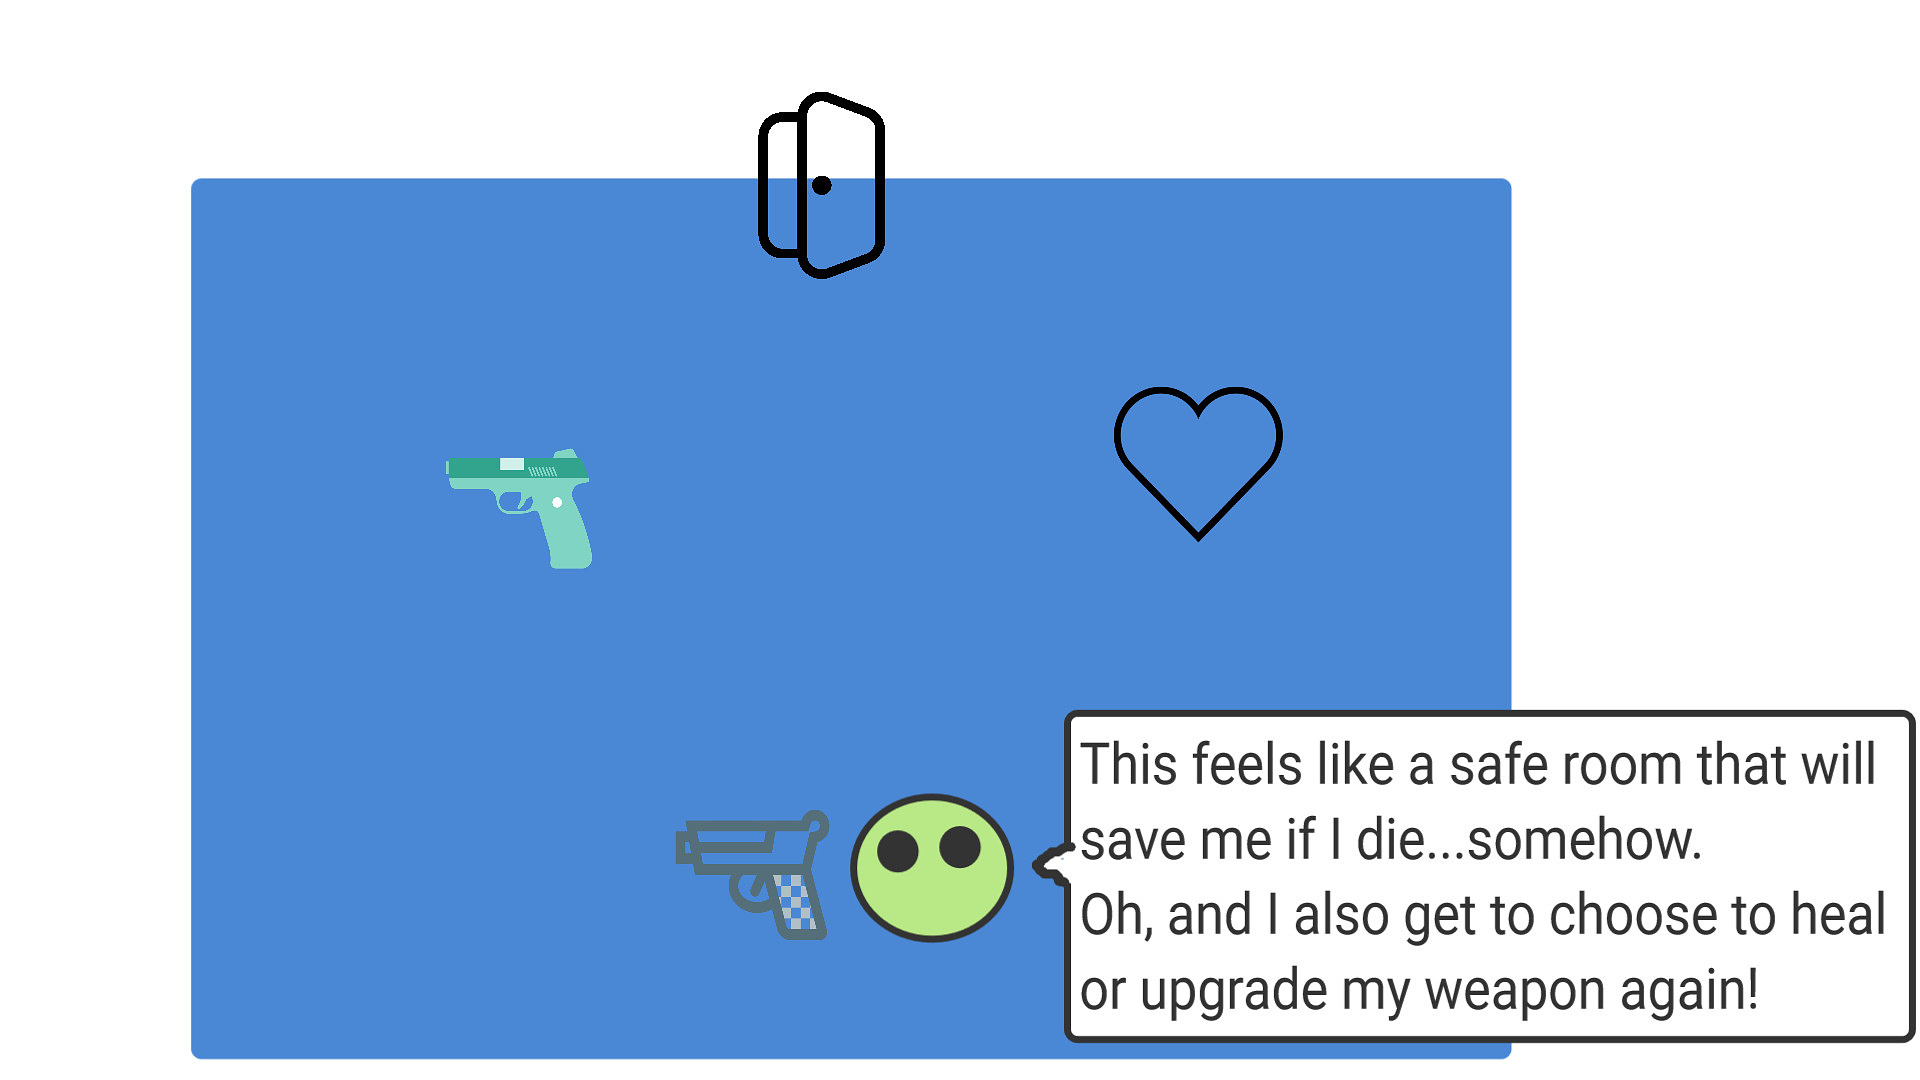 This feels like a safe room that will
save me if I die...somehow.
Oh, and I also get to choose to heal
or upgrade my weapon again!